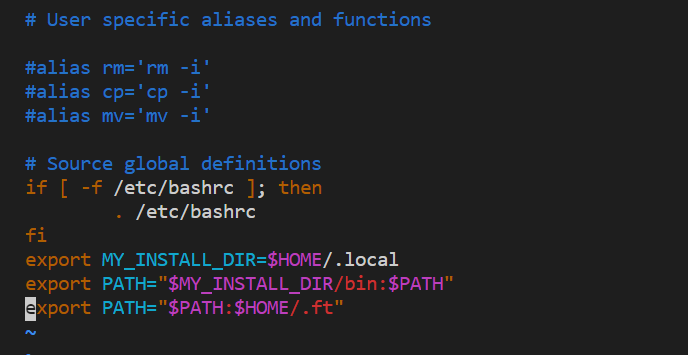 # User specific aliases and functions
#alias rm='rm -i'
#alias cp='cp -i'
#alias mv='mv -i'
# Source global definitions
if [ -f /etc/bashrc ]; then
        . /etc/bashrc
fi
export MY_INSTALL_DIR=$HOME/.local
export PATH="$MY_INSTALL_DIR/bin:$PATH"
export PATH="$PATH:$HOME/.ft"
~